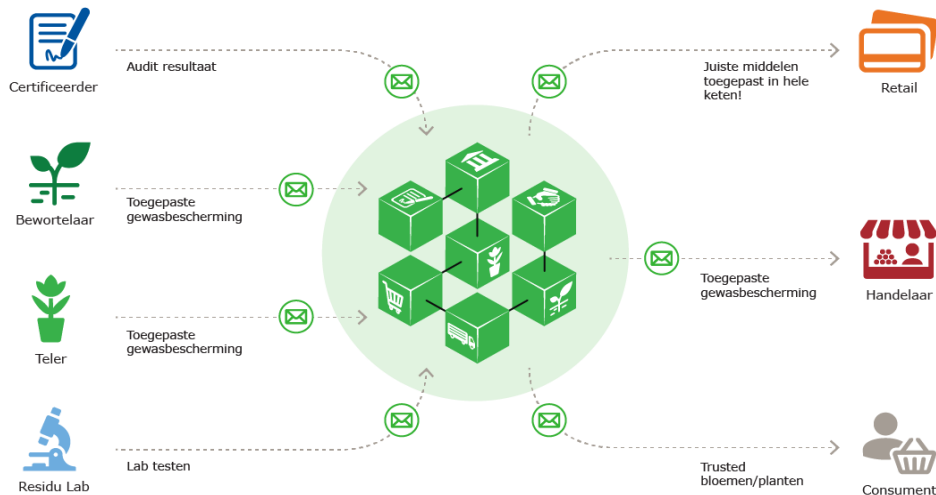 Certificeerder
Audit resultaat
Juiste middelen
toegepast in hele
keten!
Retail
Bewortelaar
Toegepaste
gewasbescherming
Toegepaste
gewasbescherming
Handelaar
Teler
Toegepaste
gewasbescherming
Residu Lab
Lab testen
Trusted
bloemen/planten
Consument